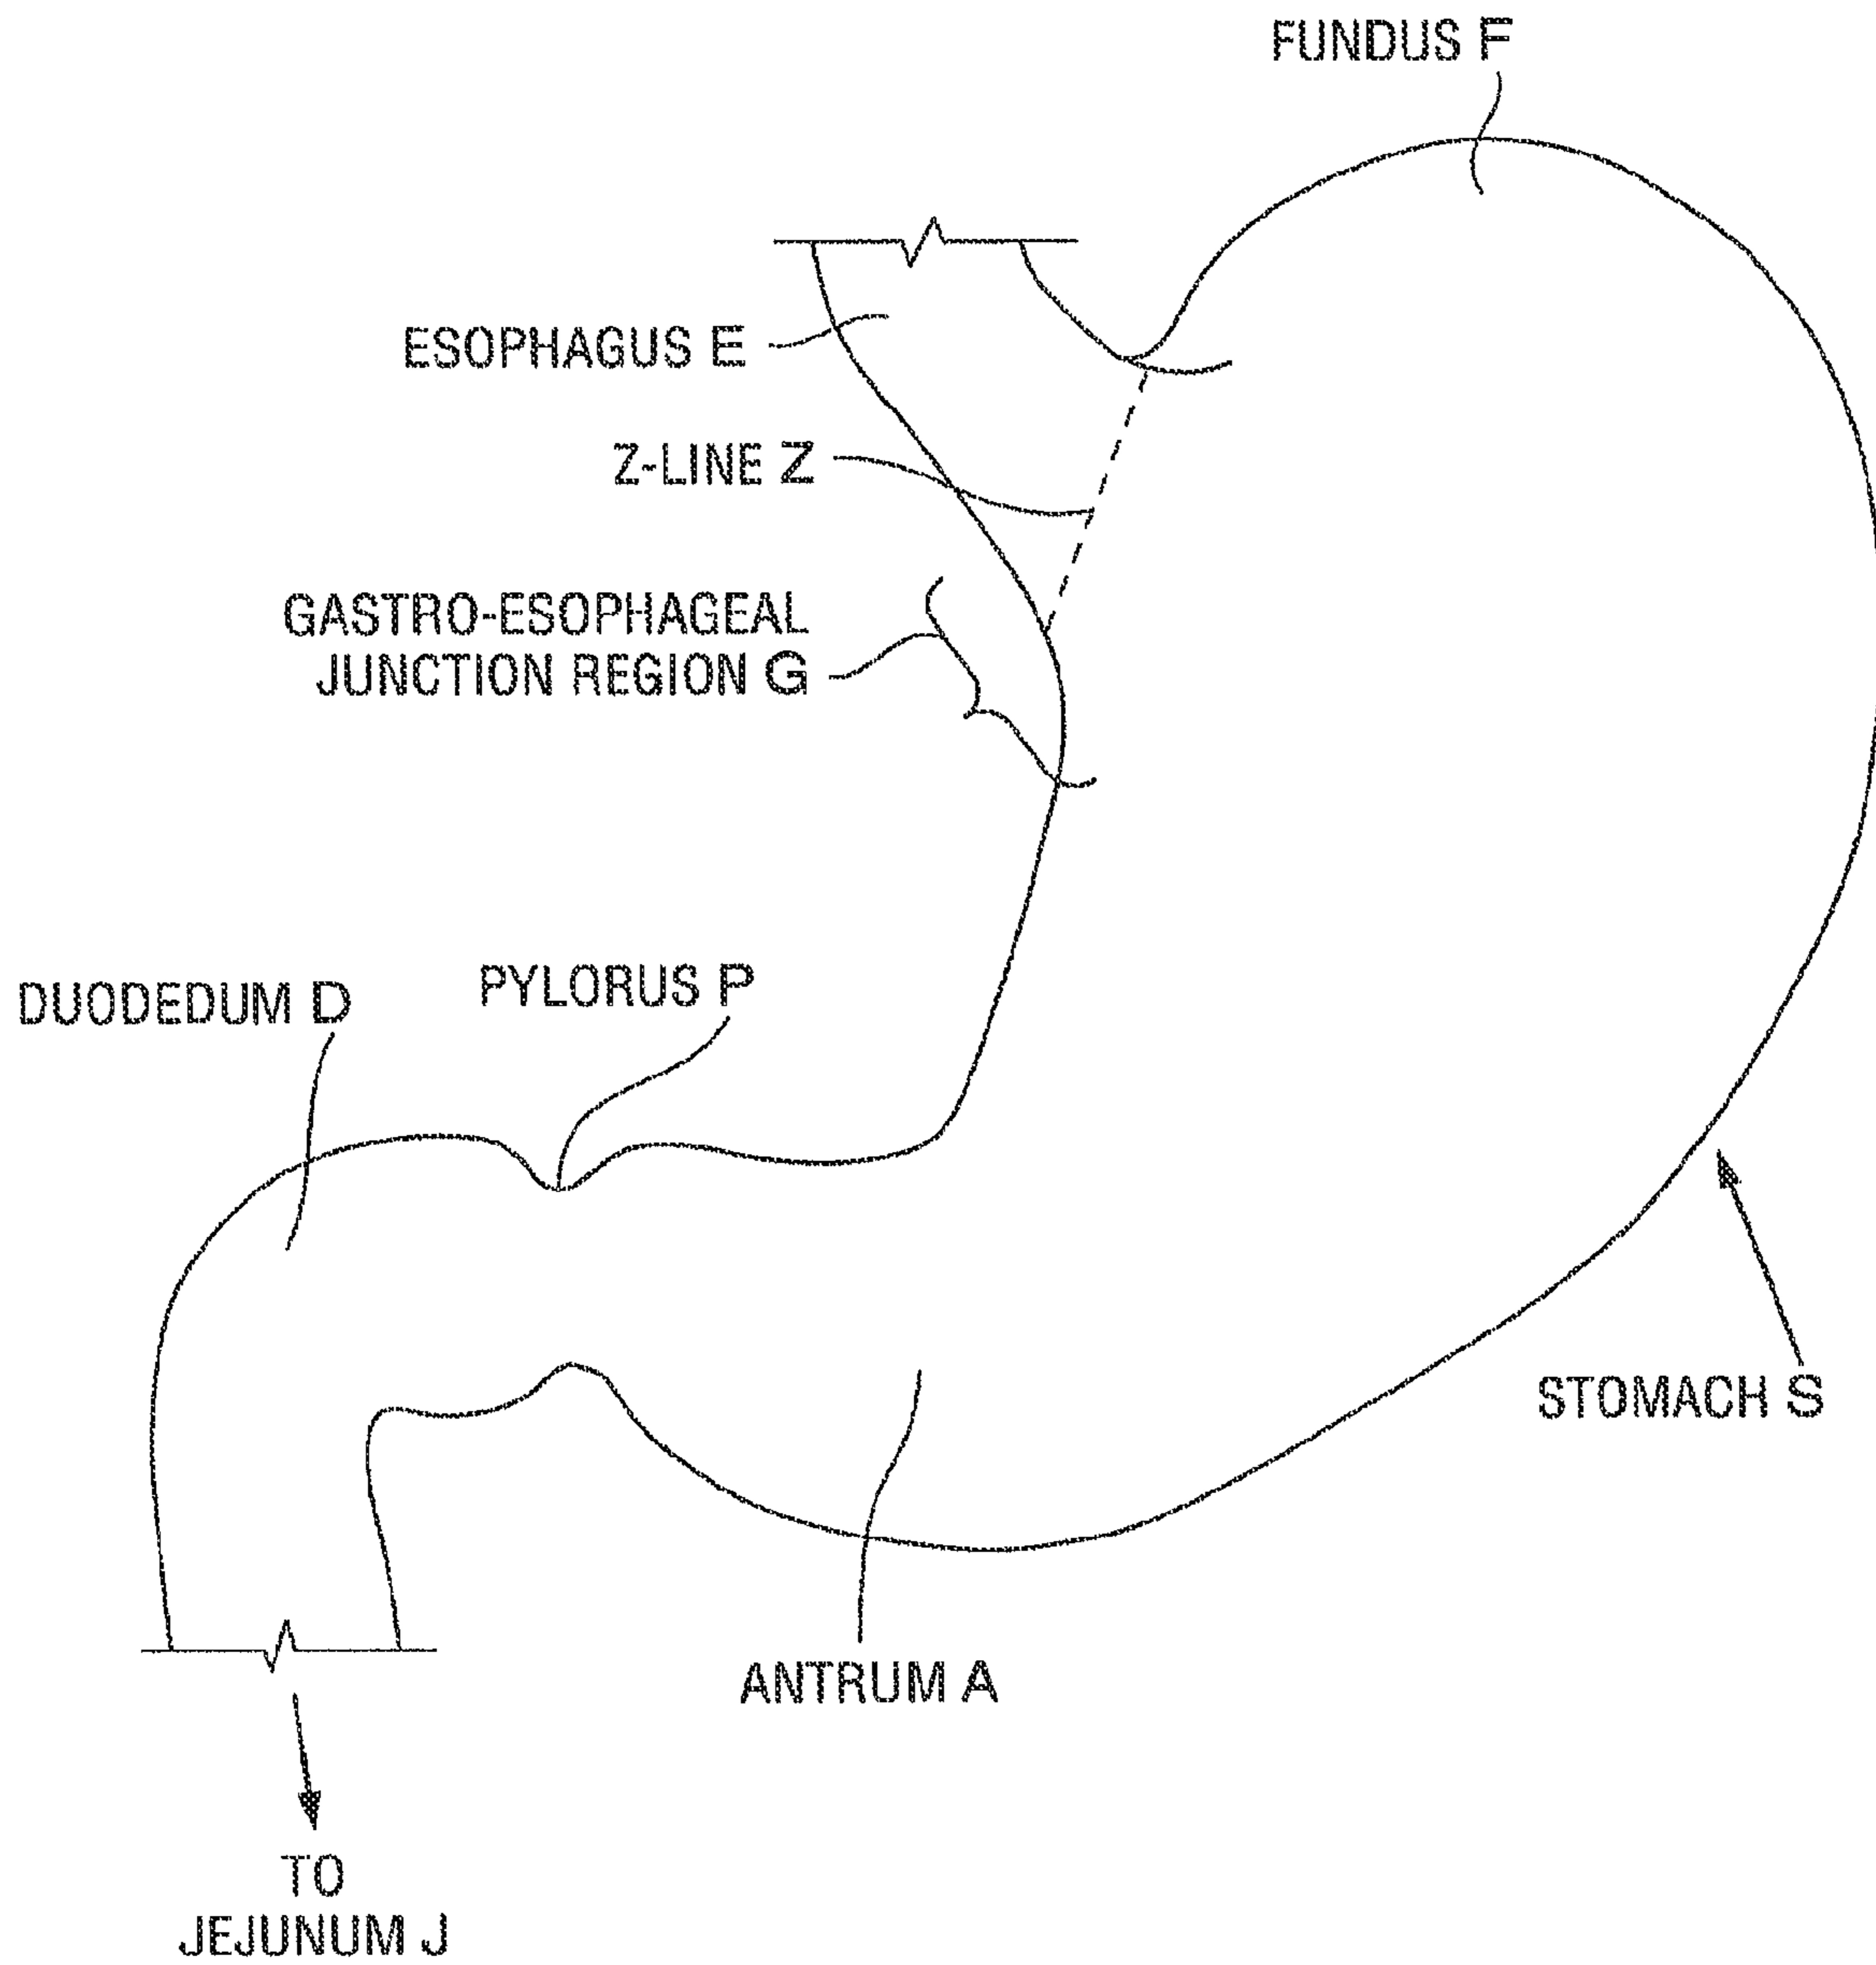 FUNDUS F
ESOPHAGUS E
Z-LINE Z
GASTRO-ESOPHAGEAL
JUNCTION REGION G
DUODEDUM D
PYLORUS P
STOMACH S
ANTRUM A
TO
JEJUNUM J